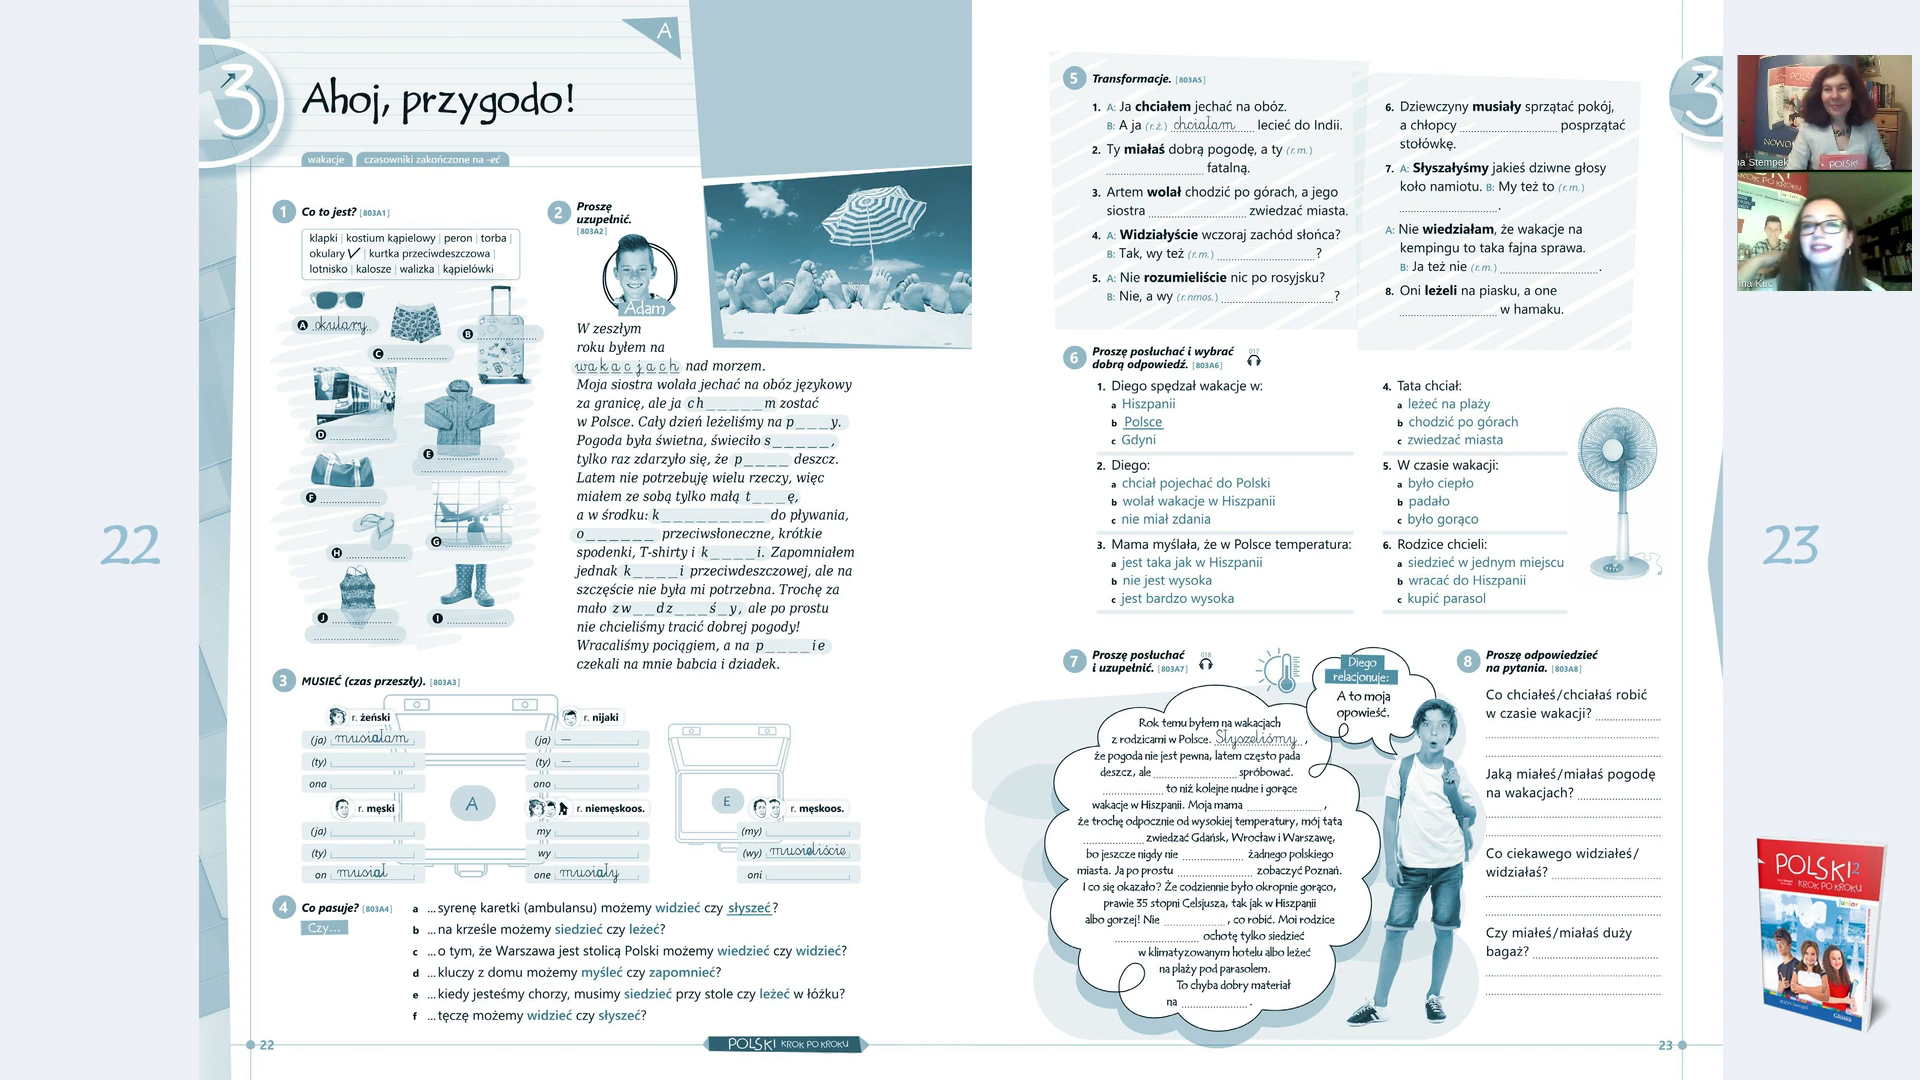 A
3
Ahoj, przygodo!
wakacje
czasowniki zakończone na -eć
1 Co to jest? [803A1]
klapki | kostium kąpielowy | peron | torba |
okulary ✓ | kurtka przeciwdeszczowa |
lotnisko | kalosze | walizka | kąpielówki
A okulary
B
C
D
E
F
G
H
J
I
2 Proszę
uzupełnić.
[803A2]
Adam
W zeszłym
roku byłem na
wakacjach nad morzem.
Moja siostra wolała jechać na obóz językowy
za granicę, ale ja ch_____m zostać
w Polsce. Cały dzień leżeliśmy na p___y.
Pogoda była świetna, świeciło s_____,
tylko raz zdarzyło się, że p____ deszcz.
Latem nie potrzebuję wielu rzeczy, więc
miałem ze sobą tylko małą t___ę,
a w środku: k_________ do pływania,
o______ przeciwsłoneczne, krótkie
spodenki, T-shirty i k____i. Zapomniałem
jednak k____i przeciwdeszczowej, ale na
szczęście nie była mi potrzebna. Trochę za
mało zw__dz___ś_y, ale po prostu
nie chcieliśmy tracić dobrej pogody!
Wracaliśmy pociągiem, a na p____ie
czekali na mnie babcia i dziadek.
3 MUSIEĆ (czas przeszły). [803A3]
r. żeński
(ja) musiałam
(ty)
ona
r. nijaki
(ja) —
(ty) —
ono
r. męski
(ja)
(ty)
on musiał
A
r. niemęskoos.
my
wy
one musiały
E
r. męskoos.
(my)
(wy) musieliście
oni
4 Co pasuje? [803A4]
Czy...
a ...syrenę karetki (ambulansu) możemy widzieć czy słyszeć?
b ...na krześle możemy siedzieć czy leżeć?
c ...o tym, że Warszawa jest stolicą Polski możemy wiedzieć czy widzieć?
d ...kluczy z domu możemy myśleć czy zapomnieć?
e ...kiedy jesteśmy chorzy, musimy siedzieć przy stole czy leżeć w łóżku?
f ...tęczę możemy widzieć czy słyszeć?
22
22
POLSKI KROK PO KROKU
5 Transformacje. [803A5]
1. A: Ja chciałem jechać na obóz.
B: A ja (r.ż.) chciałam lecieć do Indii.
2. Ty miałaś dobrą pogodę, a ty (r.m.)
fatalną.
3. Artem wolał chodzić po górach, a jego
siostra zwiedzać miasta.
4. A: Widziałyście wczoraj zachód słońca?
B: Tak, wy też (r.m.) ?
5. A: Nie rozumieliście nic po rosyjsku?
B: Nie, a wy (r.nmos.) ?
6. Dziewczyny musiały sprzątać pokój,
a chłopcy posprzątać
stołówkę.
7. A: Słyszałyśmy jakieś dziwne głosy
koło namiotu. B: My też to (r.m.)
.
A: Nie wiedziałam, że wakacje na
kempingu to taka fajna sprawa.
B: Ja też nie (r.m.) .
8. Oni leżeli na piasku, a one
w hamaku.
6 Proszę posłuchać i wybrać
dobrą odpowiedź. [803A6]
017
1. Diego spędzał wakacje w:
a Hiszpanii
b Polsce
c Gdyni
2. Diego:
a chciał pojechać do Polski
b wolał wakacje w Hiszpanii
c nie miał zdania
3. Mama myślała, że w Polsce temperatura:
a jest taka jak w Hiszpanii
b nie jest wysoka
c jest bardzo wysoka
4. Tata chciał:
a leżeć na plaży
b chodzić po górach
c zwiedzać miasta
5. W czasie wakacji:
a było ciepło
b padało
c było gorąco
6. Rodzice chcieli:
a siedzieć w jednym miejscu
b wracać do Hiszpanii
c kupić parasol
7 Proszę posłuchać
i uzupełnić. [803A7]
018
Diego
relacjonuje:
A to moja
opowieść.
Rok temu byłem na wakacjach
z rodzicami w Polsce. Słyszeliśmy,
że pogoda nie jest pewna, latem często pada
deszcz, ale spróbować.
to niż kolejne nudne i gorące
wakacje w Hiszpanii. Moja mama ,
że trochę odpocznie od wysokiej temperatury, mój tata
zwiedzać Gdańsk, Wrocław i Warszawę,
bo jeszcze nigdy nie żadnego polskiego
miasta. Ja po prostu zobaczyć Poznań.
I co się okazało? Że codziennie było okropnie gorąco,
prawie 35 stopni Celsjusza, tak jak w Hiszpanii
albo gorzej! Nie , co robić. Moi rodzice
ochotę tylko siedzieć
w klimatyzowanym hotelu albo leżeć
na plaży pod parasolem.
To chyba dobry materiał
na .
8 Proszę odpowiedzieć
na pytania. [803A8]
Co chciałeś/chciałaś robić
w czasie wakacji?
Jaką miałeś/miałaś pogodę
na wakacjach?
Co ciekawego widziałeś/
widziałaś?
Czy miałeś/miałaś duży
bagaż?
23
23
3
na Stempek
POLSKI
NOWO
ina Kuc
POLSKI 2
KROK PO KROKU
junior